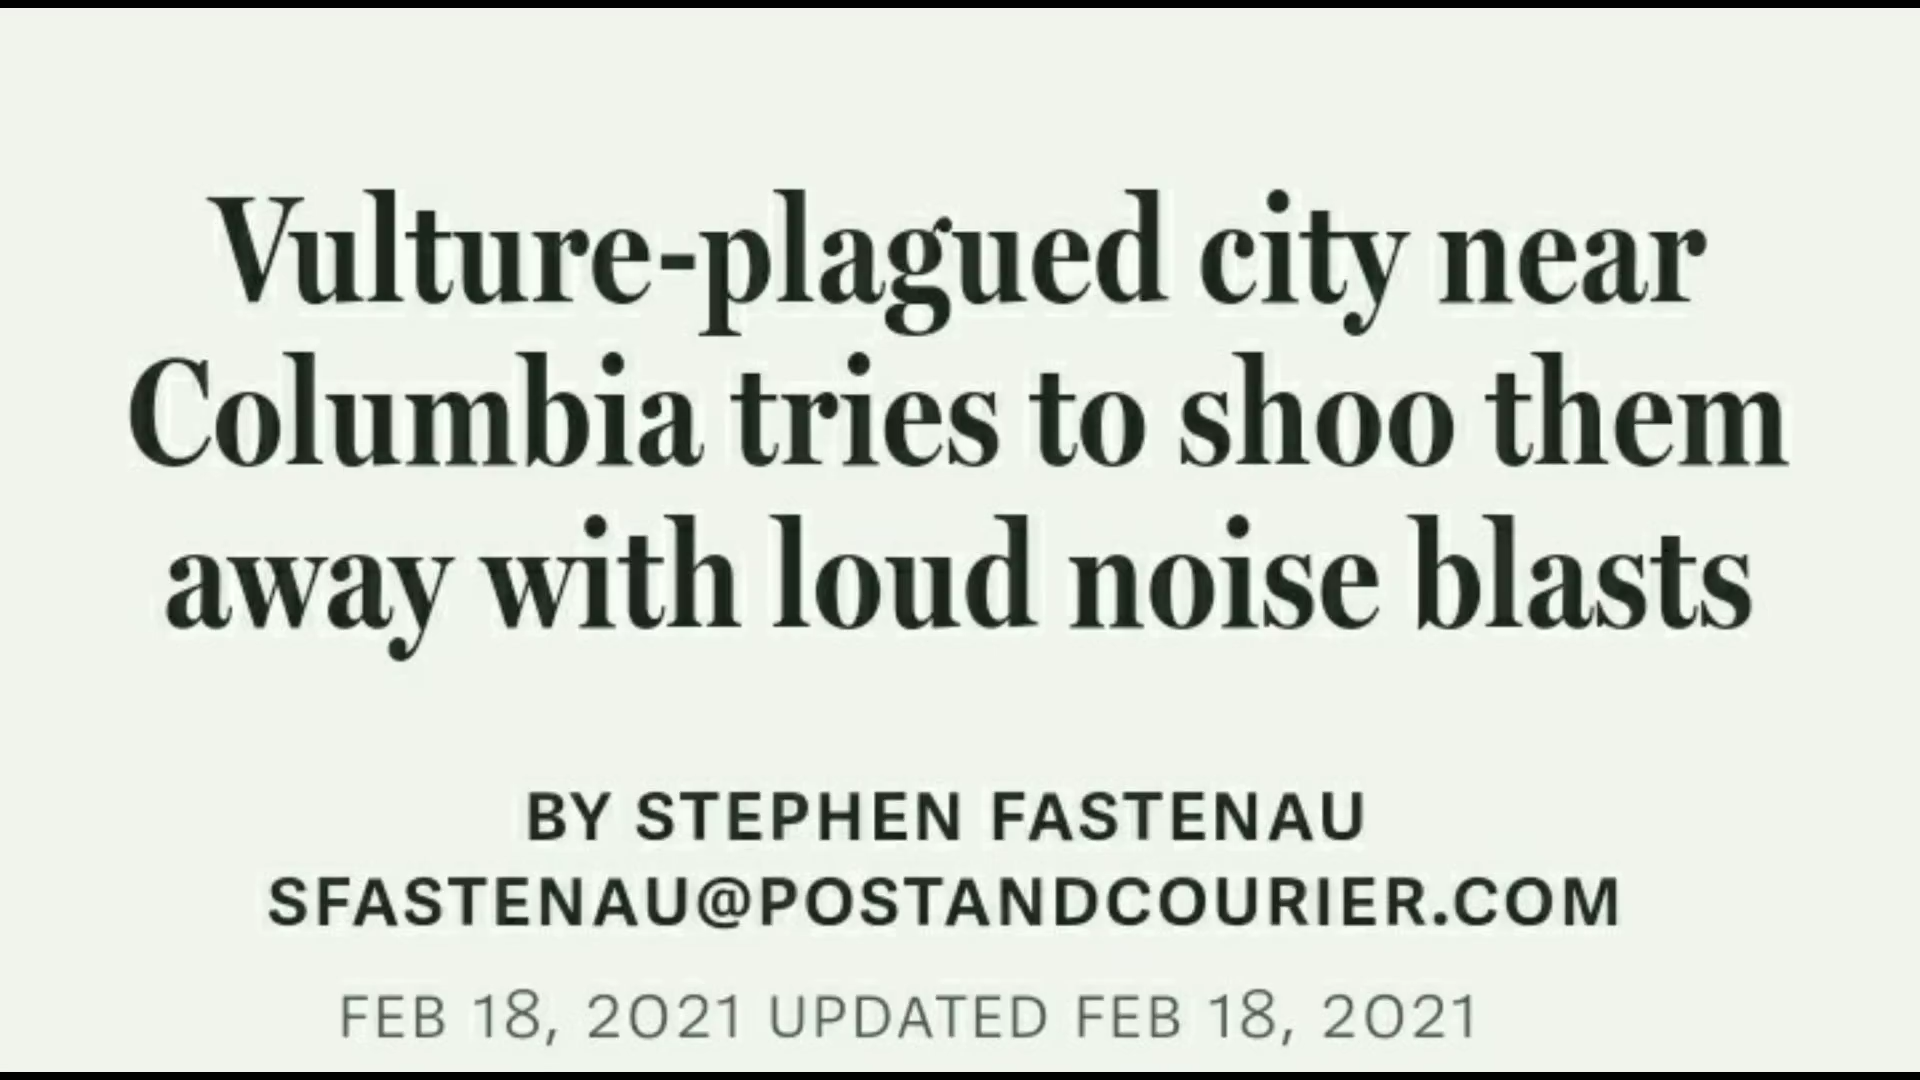 Vulture-plagued city near
Columbia tries to shoo them
away with loud noise blasts
BY STEPHEN FASTENAU
SFASTENAU@POSTANDCOURIER.COM
FEB 18, 2021 UPDATED FEB 18, 2021